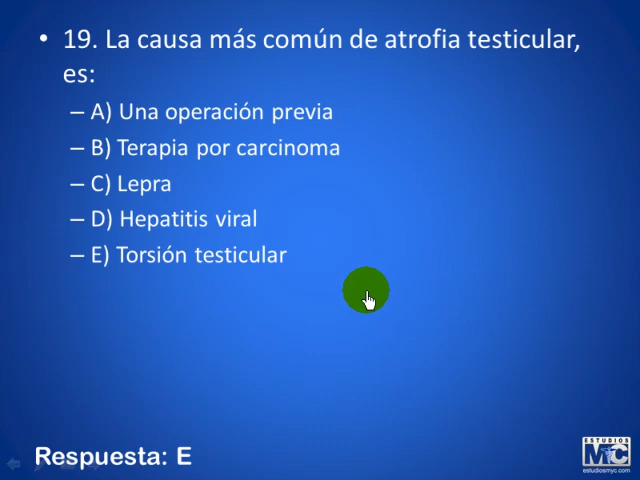 • 19. La causa más común de atrofia testicular,
es:
– A) Una operación previa
– B) Terapia por carcinoma
– C) Lepra
– D) Hepatitis viral
– E) Torsión testicular
Respuesta: E
ESTUDIOS
MyC
estudiosmyc.com